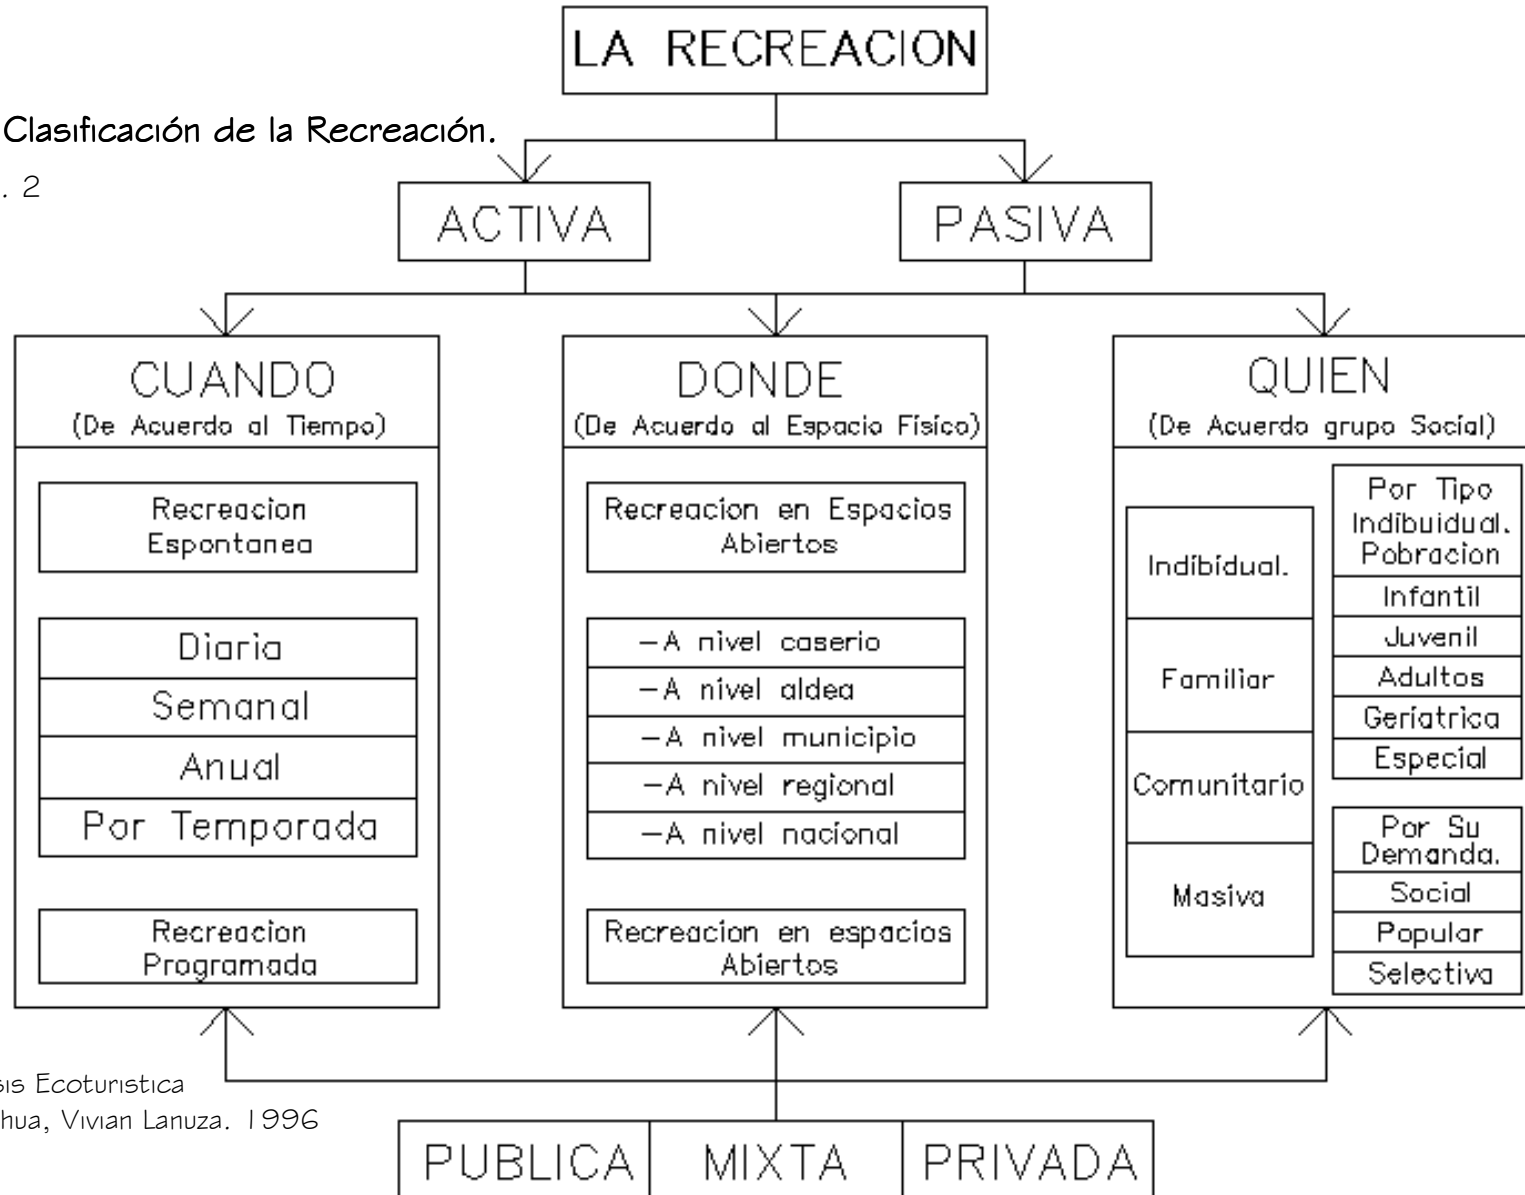 LA RECREACION
Clasificación de la Recreación.
. 2
ACTIVA
PASIVA
CUANDO
(De Acuerdo al Tiempo)
Recreacion
Espontanea
Diaria
Semanal
Anual
Por Temporada
Recreacion
Programada
DONDE
(De Acuerdo al Espacio Físico)
Recreacion en Espacios
Abiertos
-A nivel caserio
-A nivel aldea
-A nivel municipio
-A nivel regional
-A nivel nacional
Recreacion en espacios
Abiertos
QUIEN
(De Acuerdo grupo Social)
Indibidual.
Familiar
Comunitario
Masiva
Por Tipo
Indibuidual.
Pobracion
Infantil
Juvenil
Adultos
Geriatrica
Especial
Por Su
Demanda.
Social
Popular
Selectiva
sis Ecoturistica
hua, Vivian Lanuza. 1996
PUBLICA
MIXTA
PRIVADA